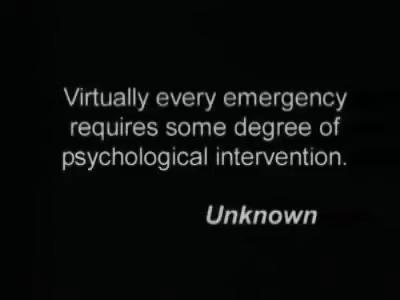 Virtually every emergency
requires some degree of
psychological intervention.
Unknown